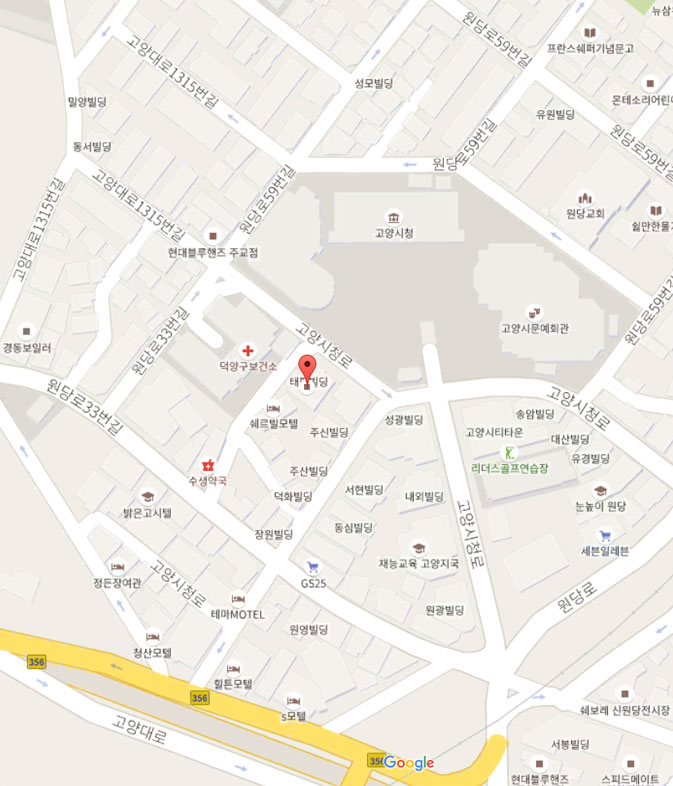 뉴삼
원당로59번길
프란스쉐퍼기념문고
고양대로1315번길
성모빌딩
몬테소리어린이
밀양빌딩
유원빌딩
원당로59번길
원당로59번길
동서빌딩
원당
로59번길
고양대로1315번길
원당로59번길
원당교회
쉴만한물가
고양시청
고양대로1315번길
현대블루핸즈 주교점
고양시문예회관
원당로59번길
원당로33번길
고양시청로
경동보일러
덕양구보건소
빌딩
원당로33번길
고양시청로
쉐르빌모텔
성광빌딩
송암빌딩
주신빌딩
고양시티타운
대산빌딩
리더스골프연습장
유경빌딩
수생약국
주산빌딩
서현빌딩
내외빌딩
덕화빌딩
밝은고시텔
눈높이 원당
고양시청로
동심빌딩
장원빌딩
세븐일레븐
재능교육 고양지국
정든장여관
GS25
고양시청로
원당로
테마MOTEL
원광빌딩
원영빌딩
청산모텔
356
힐튼모텔
356
s모텔
쉐보레 신원당전시장
고양대로
서봉빌딩
356
Google
현대블루핸즈
스피드메이트